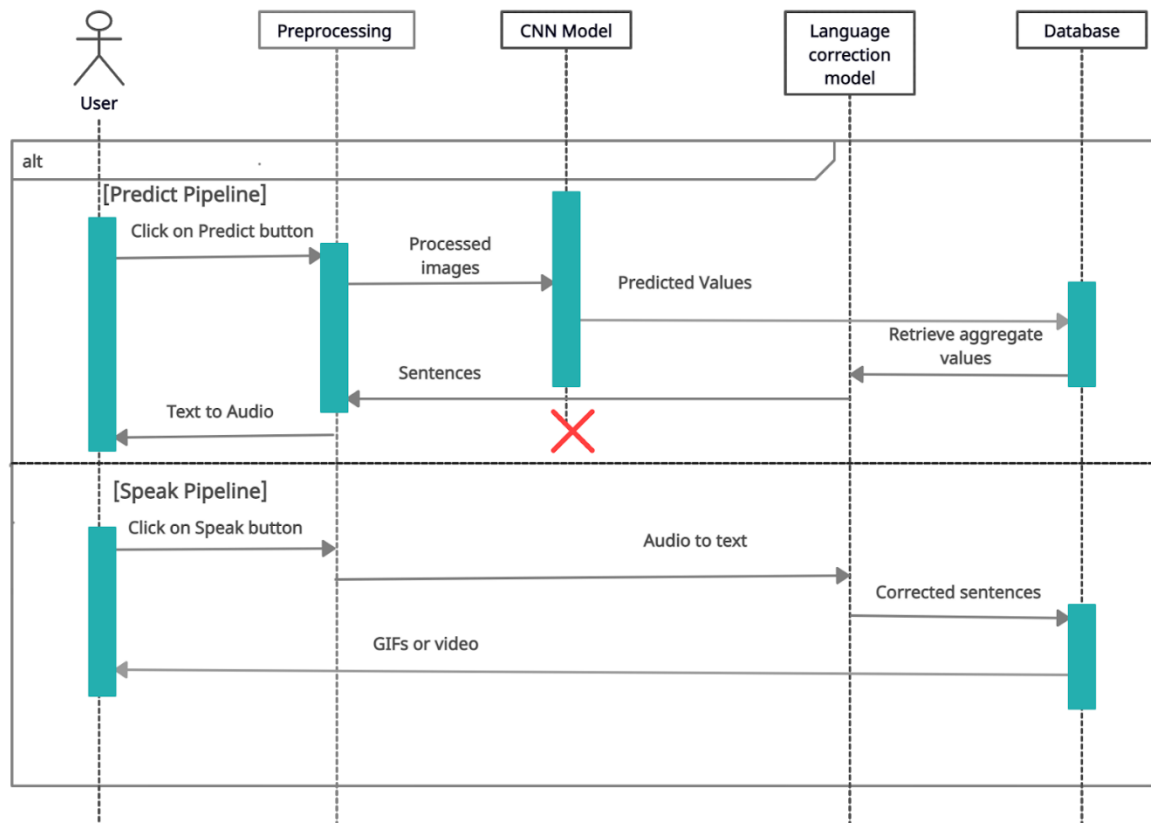 Preprocessing
CNN Model
Language
correction
model
Database
User
alt
[Predict Pipeline]
Click on Predict button
Processed
images
Predicted Values
Retrieve aggregate
values
Sentences
Text to Audio
[Speak Pipeline]
Click on Speak button
Audio to text
Corrected sentences
GIFs or video